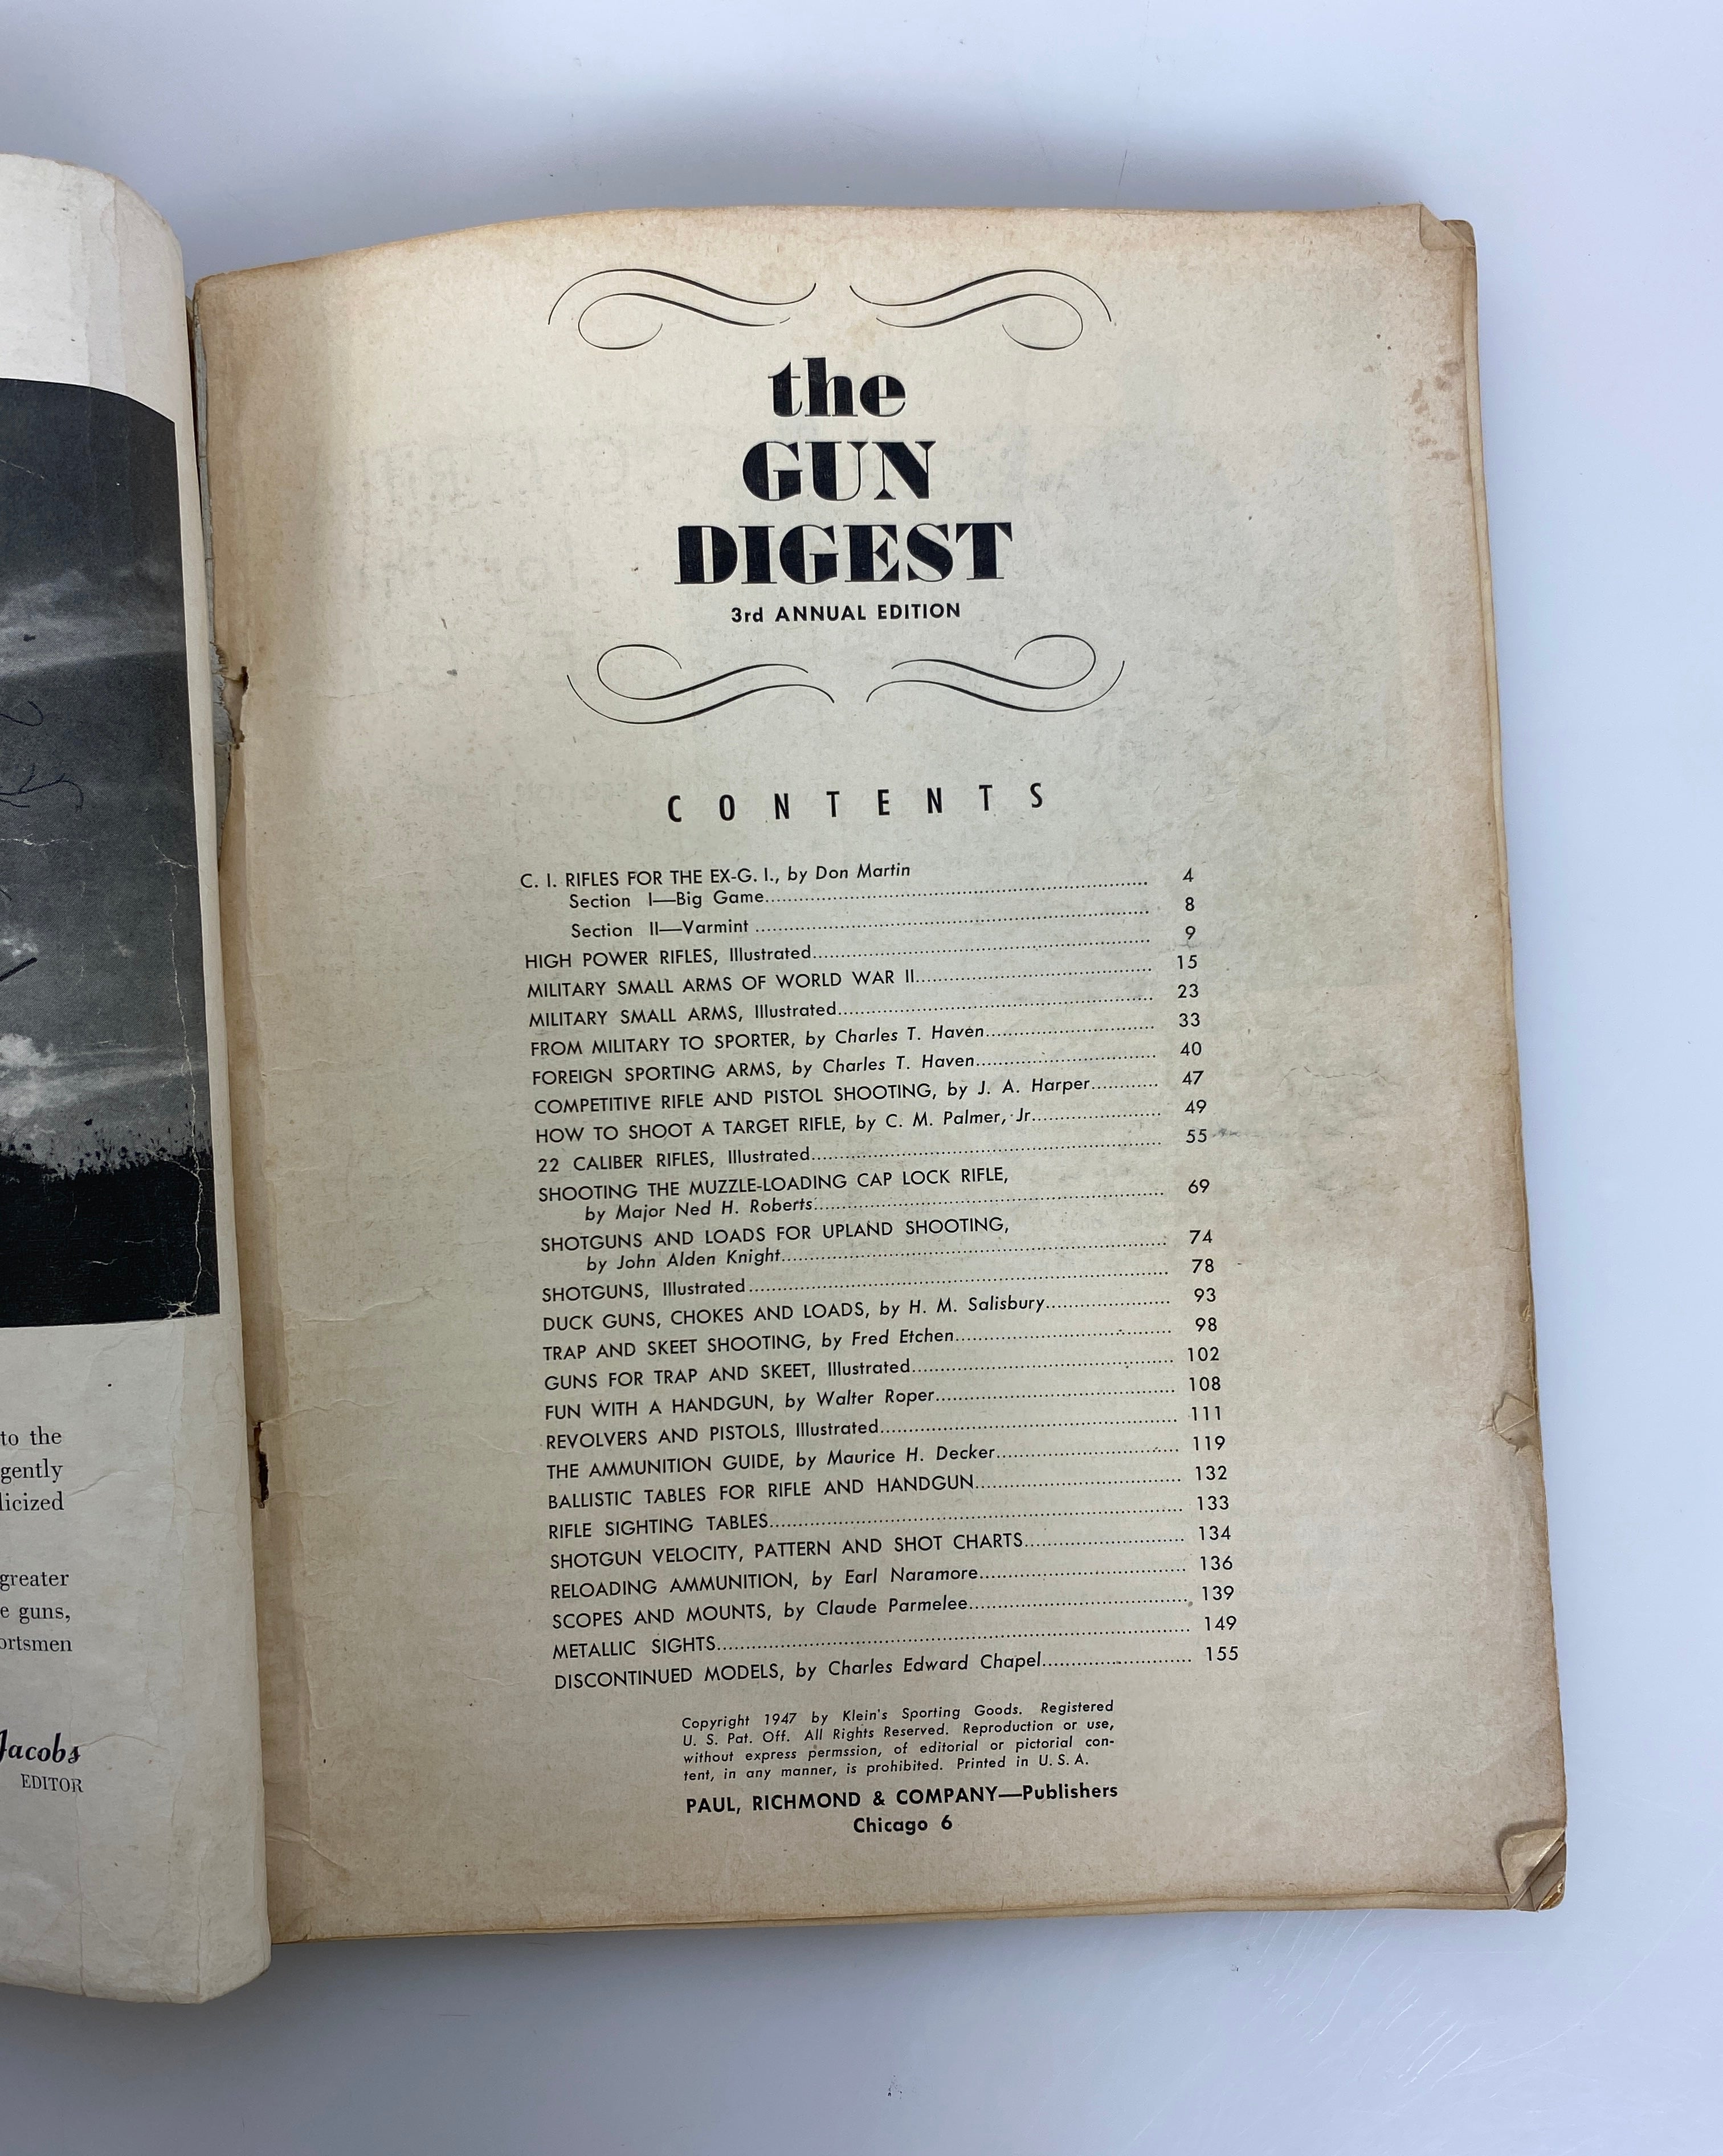 to the
gently
licized
greater
e guns,
ortsmen
Jacobs
EDITOR
the
GUN
DIGEST
3rd ANNUAL EDITION
CONTENTS
C. I. RIFLES FOR THE EX-G. I., by Don Martin
Section I—Big Game 4
Section II—Varmint 8
HIGH POWER RIFLES, Illustrated 9
MILITARY SMALL ARMS OF WORLD WAR II 15
MILITARY SMALL ARMS, Illustrated 23
FROM MILITARY TO SPORTER, by Charles T. Haven 33
FOREIGN SPORTING ARMS, by Charles T. Haven 40
COMPETITIVE RIFLE AND PISTOL SHOOTING, by J. A. Harper 47
HOW TO SHOOT A TARGET RIFLE, by C. M. Palmer, Jr. 49
22 CALIBER RIFLES, Illustrated 55
SHOOTING THE MUZZLE-LOADING CAP LOCK RIFLE,
by Major Ned H. Roberts 69
SHOTGUNS AND LOADS FOR UPLAND SHOOTING,
by John Alden Knight 74
SHOTGUNS, Illustrated 78
DUCK GUNS, CHOKES AND LOADS, by H. M. Salisbury 93
TRAP AND SKEET SHOOTING, by Fred Etchen 98
GUNS FOR TRAP AND SKEET, Illustrated 102
FUN WITH A HANDGUN, by Walter Roper 108
REVOLVERS AND PISTOLS, Illustrated 111
THE AMMUNITION GUIDE, by Maurice H. Decker 119
BALLISTIC TABLES FOR RIFLE AND HANDGUN 132
RIFLE SIGHTING TABLES 133
SHOTGUN VELOCITY, PATTERN AND SHOT CHARTS 134
RELOADING AMMUNITION, by Earl Naramore 136
SCOPES AND MOUNTS, by Claude Parmelee 139
METALLIC SIGHTS 149
DISCONTINUED MODELS, by Charles Edward Chapel 155
Copyright 1947 by Klein's Sporting Goods. Registered
U. S. Pat. Off. All Rights Reserved. Reproduction or use,
without express permssion, of editorial or pictorial con-
tent, in any manner, is prohibited. Printed in U. S. A.
PAUL, RICHMOND & COMPANY—Publishers
Chicago 6